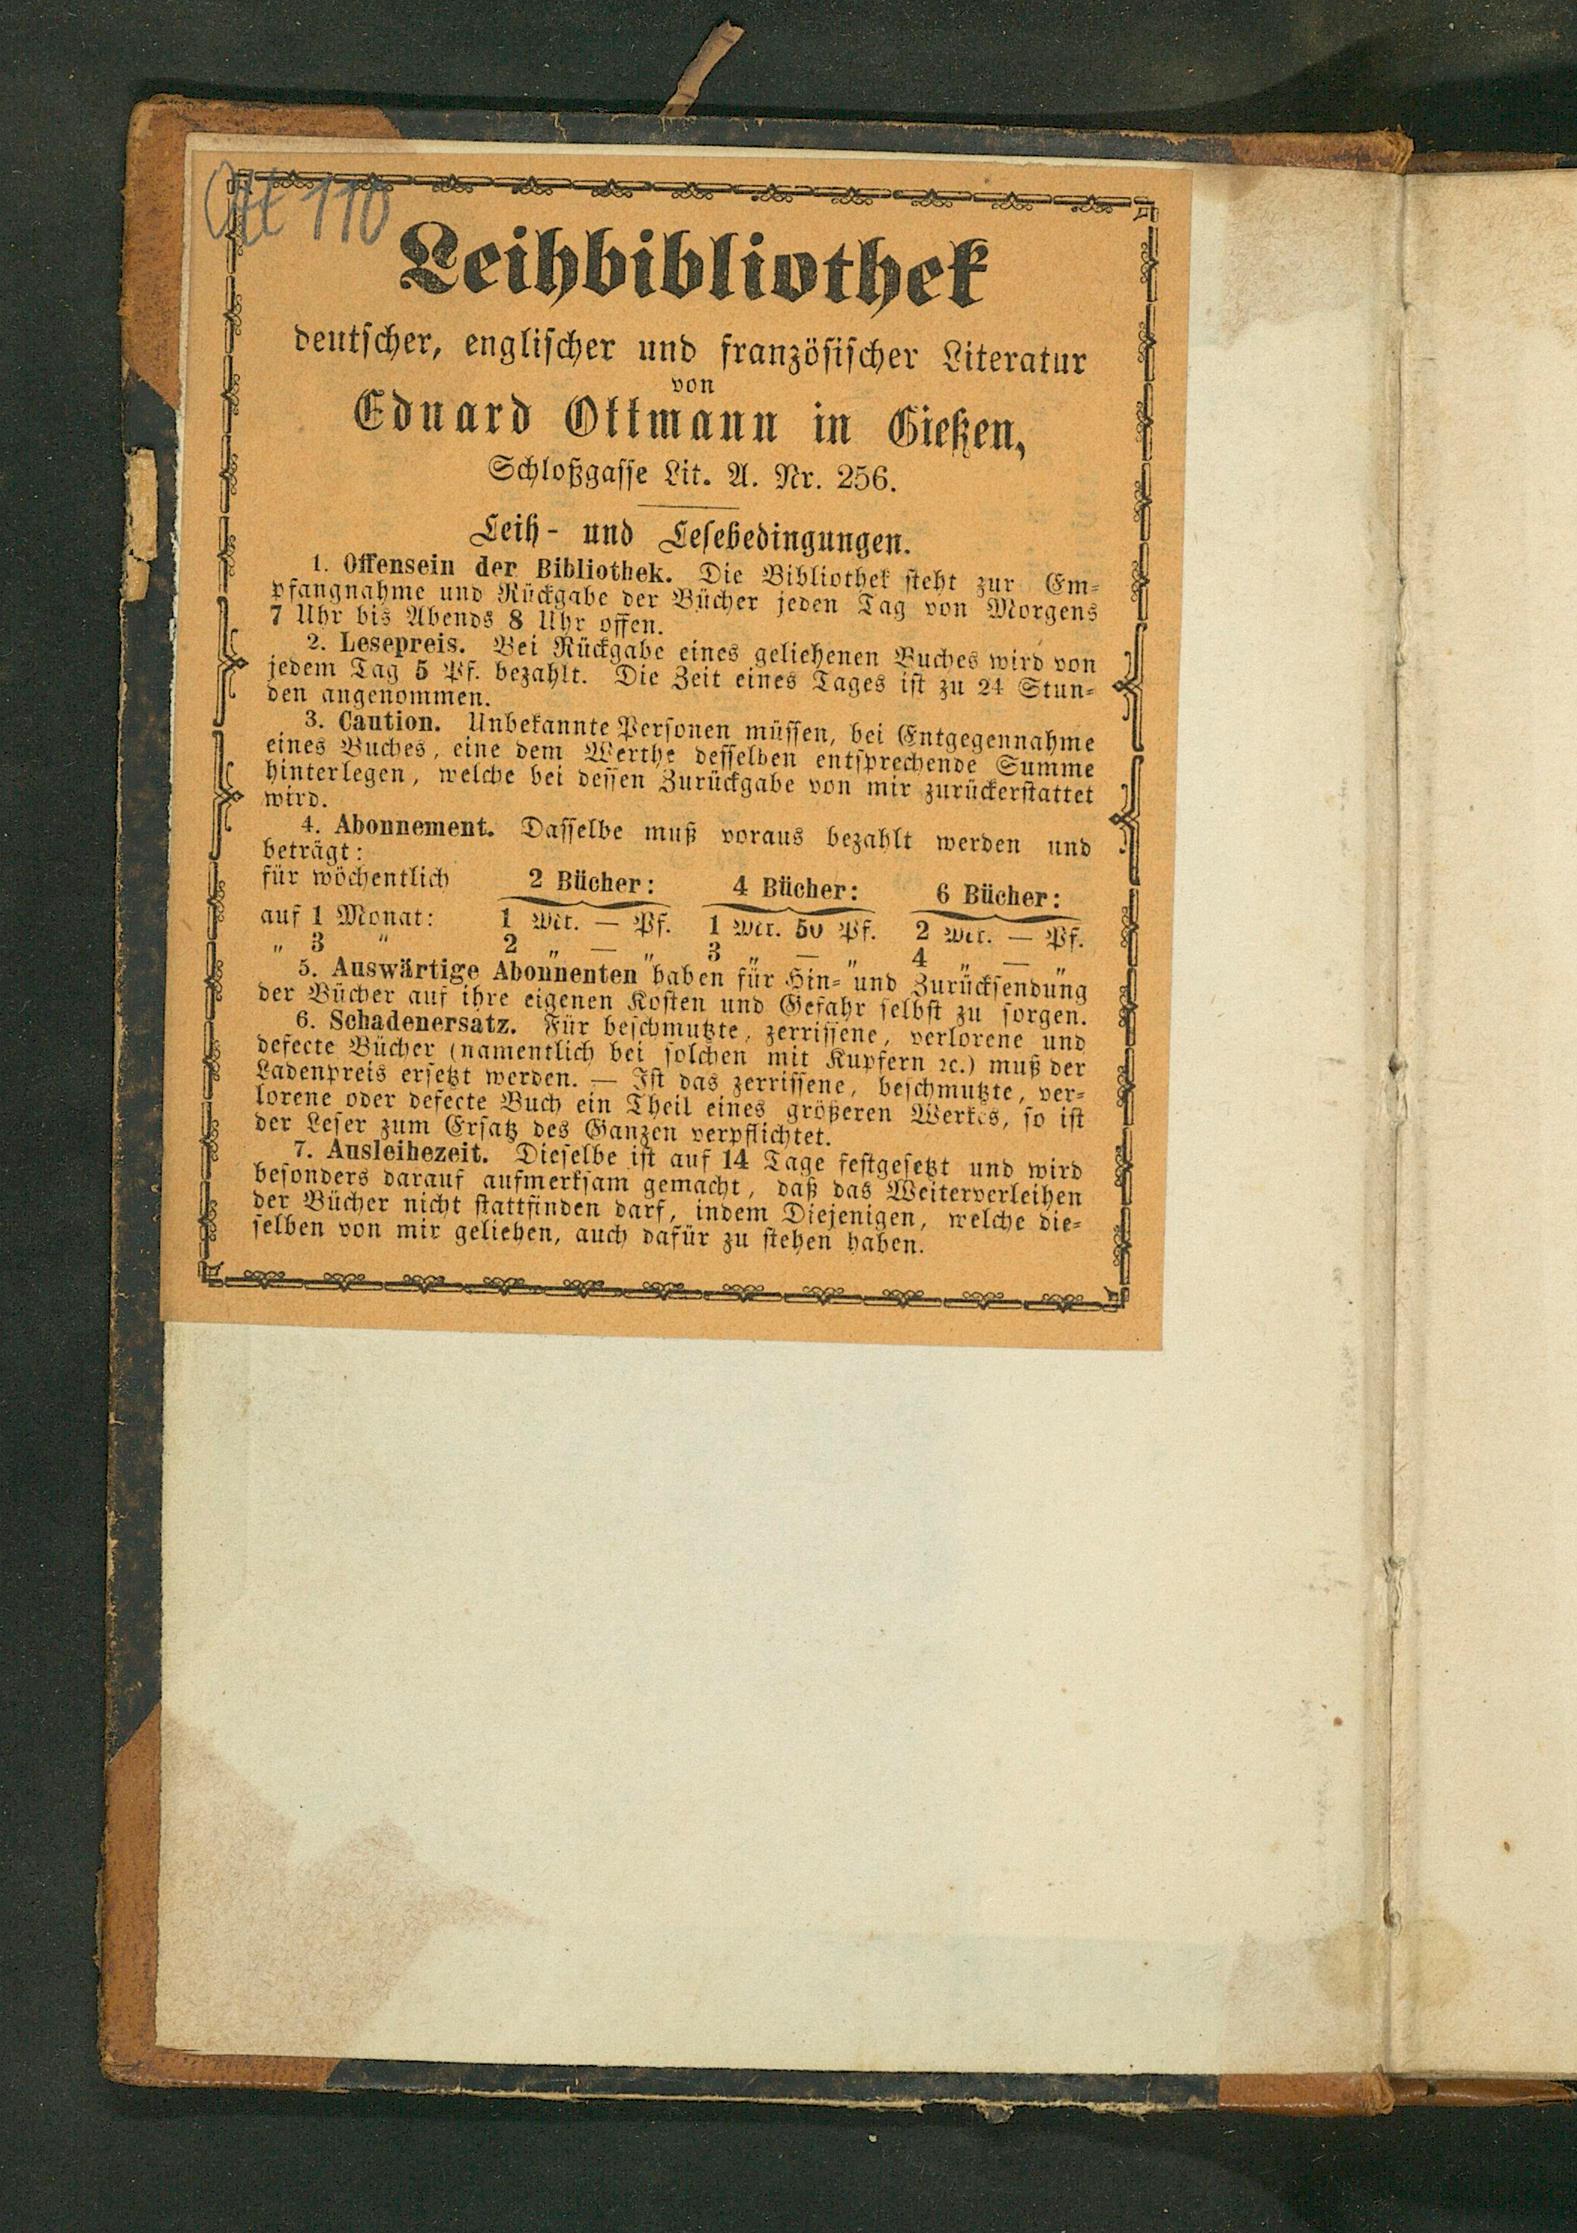 Ott 110
Leihbibliothek
deutscher, englischer und französischer Literatur
von
Eduard Ottmann in Gießen,
Schloßgasse Lit. A. Nr. 256.
Leih- und Lesebedingungen.
1. Offensein der Bibliothek. Die Bibliothek steht zur Em-
pfangnahme und Rückgabe der Bücher jeden Tag von Morgens
7 Uhr bis Abends 8 Uhr offen.
2. Lesepreis. Bei Rückgabe eines geliehenen Buches wird von
jedem Tag 5 Pf. bezahlt. Die Zeit eines Tages ist zu 24 Stun-
den angenommen.
3. Caution. Unbekannte Personen müssen, bei Entgegennahme
eines Buches, eine dem Werthe desselben entsprechende Summe
hinterlegen, welche bei dessen Zurückgabe von mir zurückerstattet
wird.
4. Abonnement. Dasselbe muß voraus bezahlt werden und
beträgt:
für wöchentlich 2 Bücher: 4 Bücher: 6 Bücher:
auf 1 Monat: 1 Mk. — Pf. 1 Mk. 50 Pf. 2 Mk. — Pf.
„ 3 „ 2 „ — „ 3 „ — „ 4 „ — „
5. Auswärtige Abonnenten haben für Hin- und Zurücksendung
der Bücher auf ihre eigenen Kosten und Gefahr selbst zu sorgen.
6. Schadenersatz. Für beschmutzte, zerrissene, verlorene und
defecte Bücher (namentlich bei solchen mit Kupfern ꝛc.) muß der
Ladenpreis ersetzt werden. — Ist das zerrissene, beschmutzte, ver-
lorene oder defecte Buch ein Theil eines größeren Werkes, so ist
der Leser zum Ersatz des Ganzen verpflichtet.
7. Ausleihezeit. Dieselbe ist auf 14 Tage festgesetzt und wird
besonders darauf aufmerksam gemacht, daß das Weiterverleihen
der Bücher nicht stattfinden darf, indem Diejenigen, welche die-
selben von mir geliehen, auch dafür zu stehen haben.